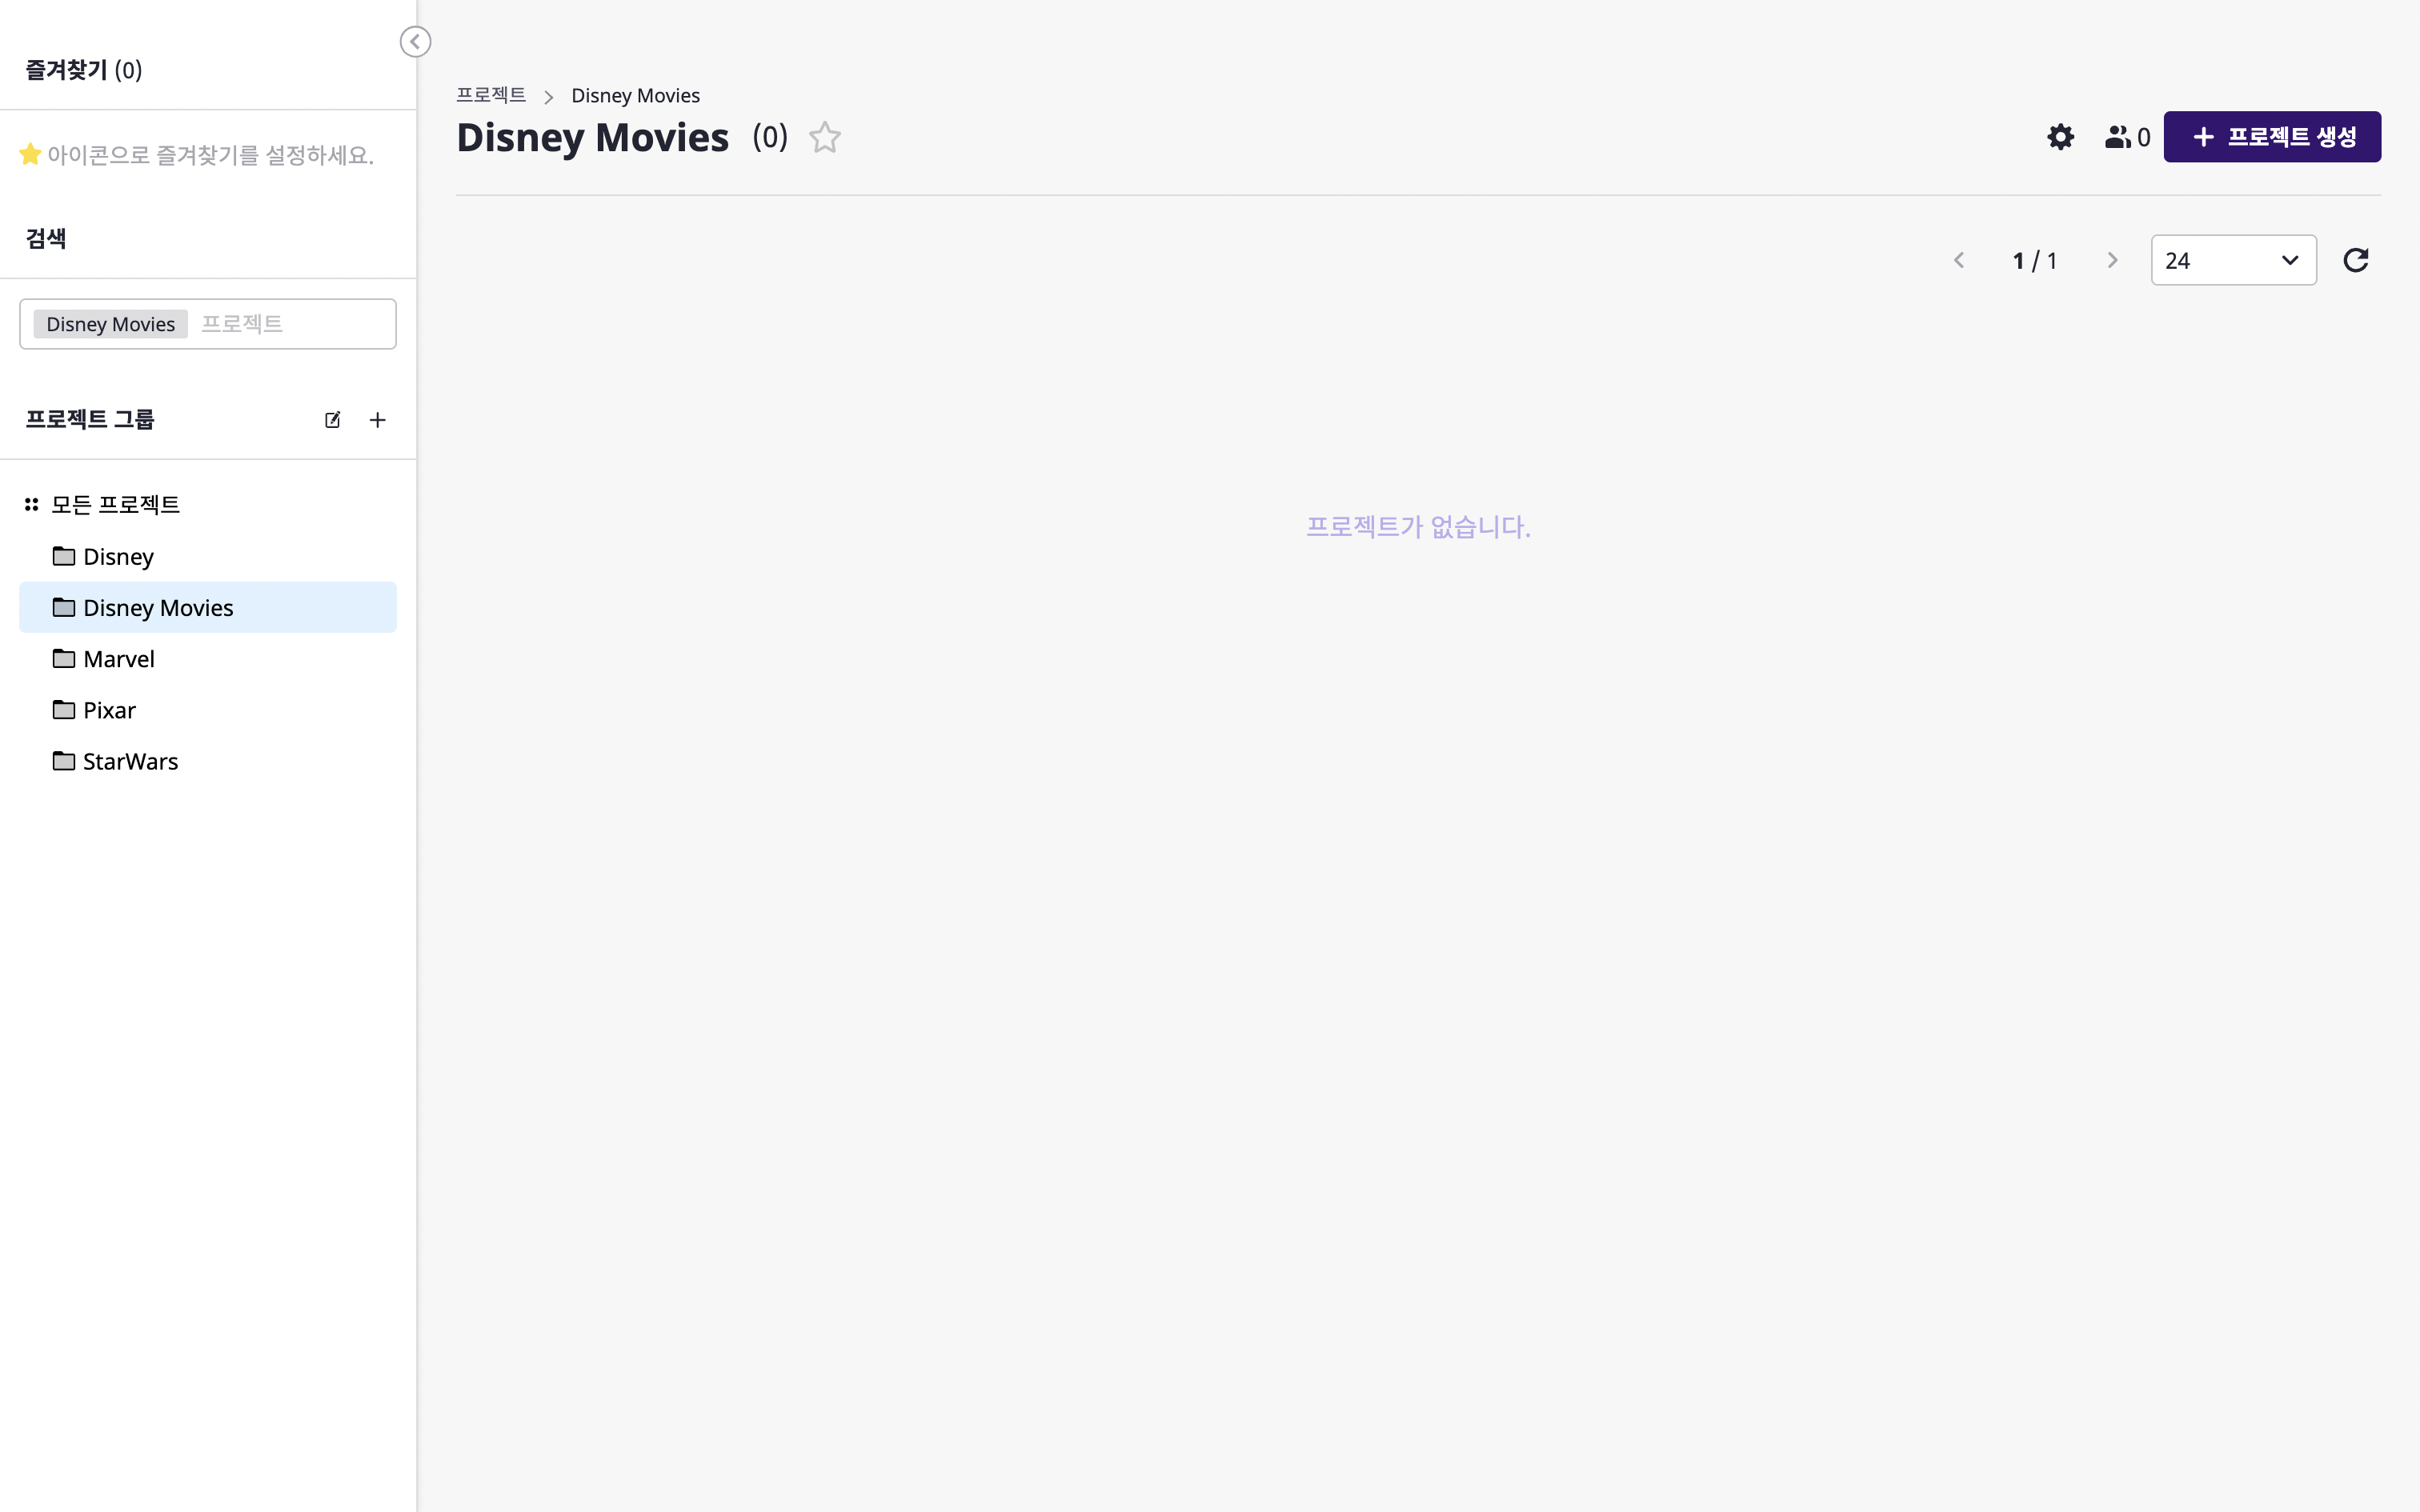 즐겨찾기 (0)
아이콘으로 즐겨찾기를 설정하세요.
검색
Disney Movies 프로젝트
프로젝트 그룹
모든 프로젝트
Disney
Disney Movies
Marvel
Pixar
StarWars
프로젝트 > Disney Movies
Disney Movies (0)
0
+ 프로젝트 생성
1 / 1
24
프로젝트가 없습니다.